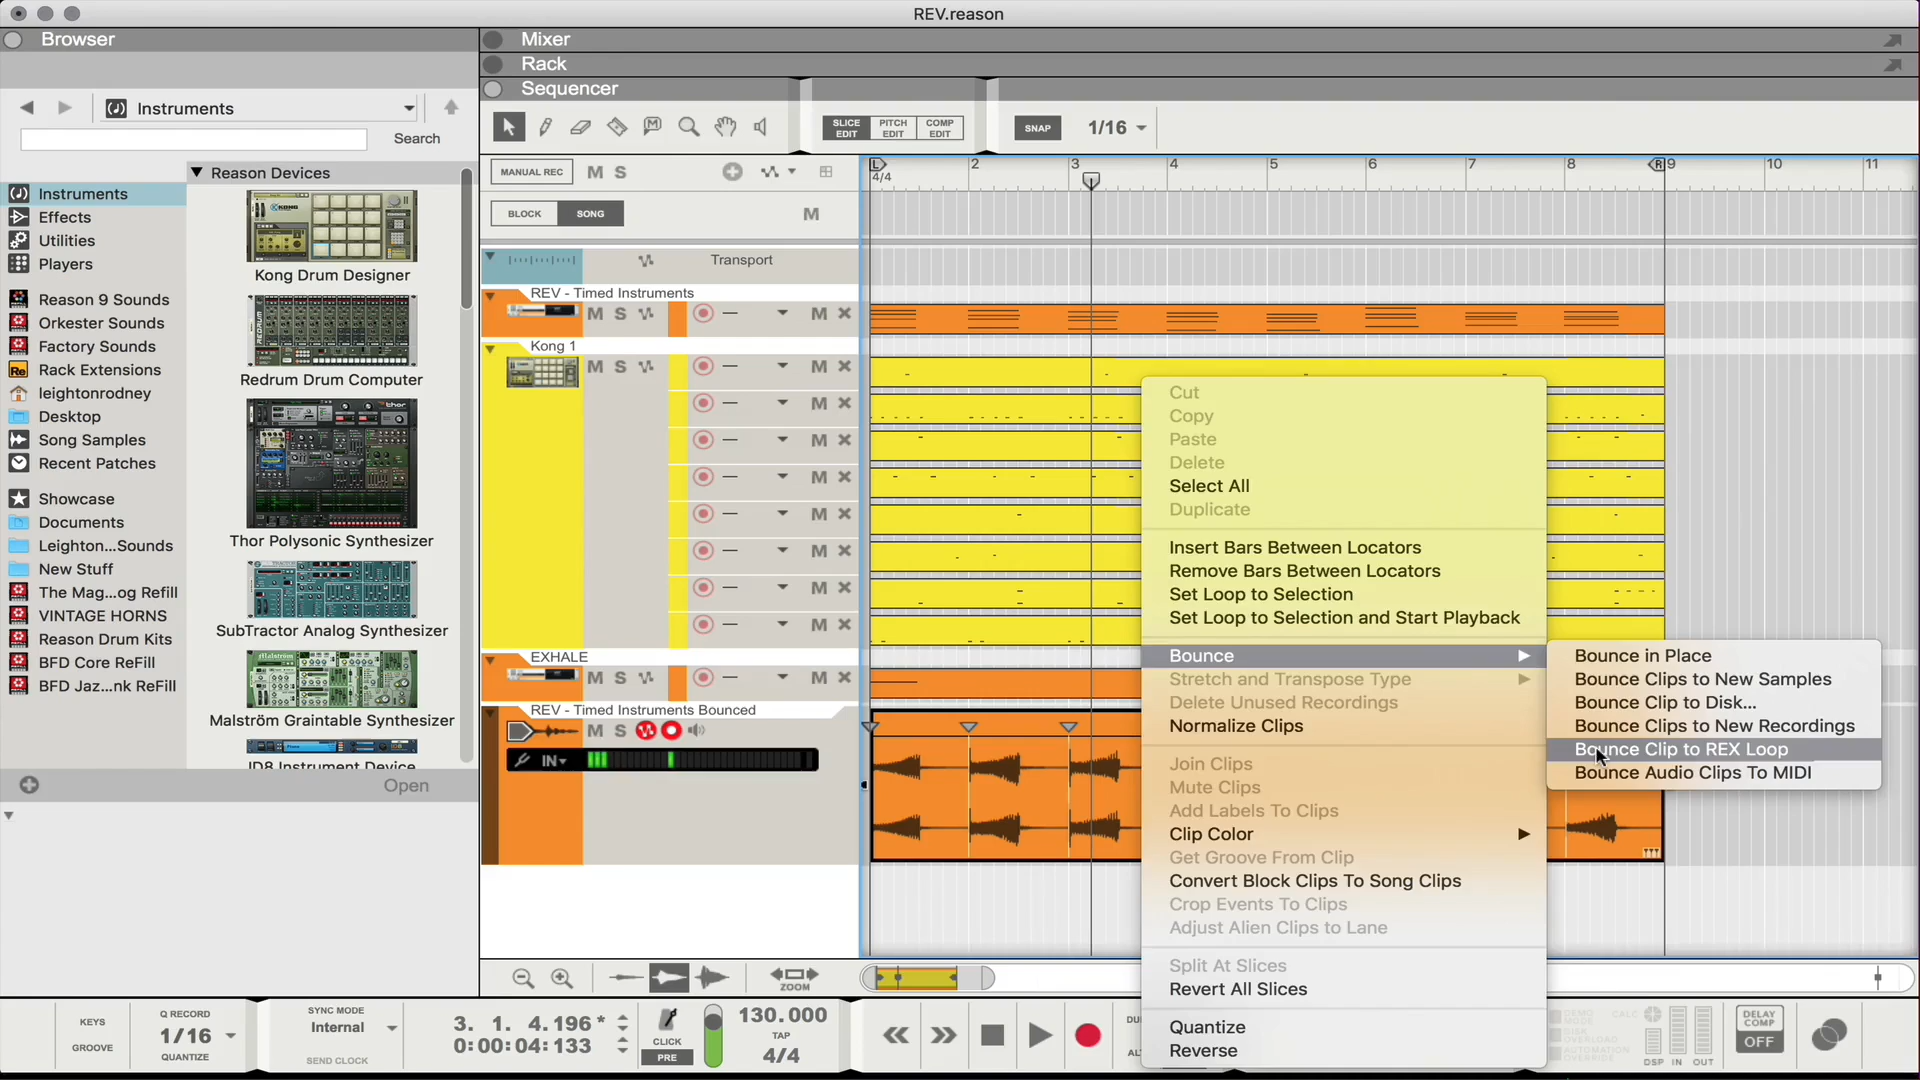 REV.reason
Browser
Mixer
Rack
Sequencer
Instruments
Search
SLICE EDIT
PITCH EDIT
COMP EDIT
SNAP
1/16
Reason Devices
Instruments
Effects
Utilities
Players
Reason 9 Sounds
Orkester Sounds
Factory Sounds
Rack Extensions
leightonrodney
Desktop
Song Samples
Recent Patches
Showcase
Documents
Leighton...Sounds
New Stuff
The Mag...og Refill
VINTAGE HORNS
Reason Drum Kits
BFD Core ReFill
BFD Jaz...nk ReFill
Kong Drum Designer
Redrum Drum Computer
Thor Polysonic Synthesizer
SubTractor Analog Synthesizer
Malström Graintable Synthesizer
ID8 Instrument Device
Open
MANUAL REC
M S
BLOCK
SONG
M
L
4/4
2
3
4
5
6
7
8
R
9
10
11
Transport
REV - Timed Instruments
M S
M
Kong 1
M S
M
M
M
M
M
M
M
M
EXHALE
M S
M
REV - Timed Instruments Bounced
M S
IN
Cut
Copy
Paste
Delete
Select All
Duplicate
Insert Bars Between Locators
Remove Bars Between Locators
Set Loop to Selection
Set Loop to Selection and Start Playback
Bounce
Stretch and Transpose Type
Delete Unused Recordings
Normalize Clips
Join Clips
Mute Clips
Add Labels To Clips
Clip Color
Get Groove From Clip
Convert Block Clips To Song Clips
Crop Events To Clips
Adjust Alien Clips to Lane
Split At Slices
Revert All Slices
Quantize
Reverse
Bounce in Place
Bounce Clips to New Samples
Bounce Clip to Disk...
Bounce Clips to New Recordings
Bounce Clip to REX Loop
Bounce Audio Clips To MIDI
ZOOM
KEYS
GROOVE
Q RECORD
1/16
QUANTIZE
SYNC MODE
Internal
SEND CLOCK
3. 1. 4.196 *
0:00:04:133
CLICK
PRE
130.000
TAP
4/4
DELAY COMP
OFF
DSP IN OUT